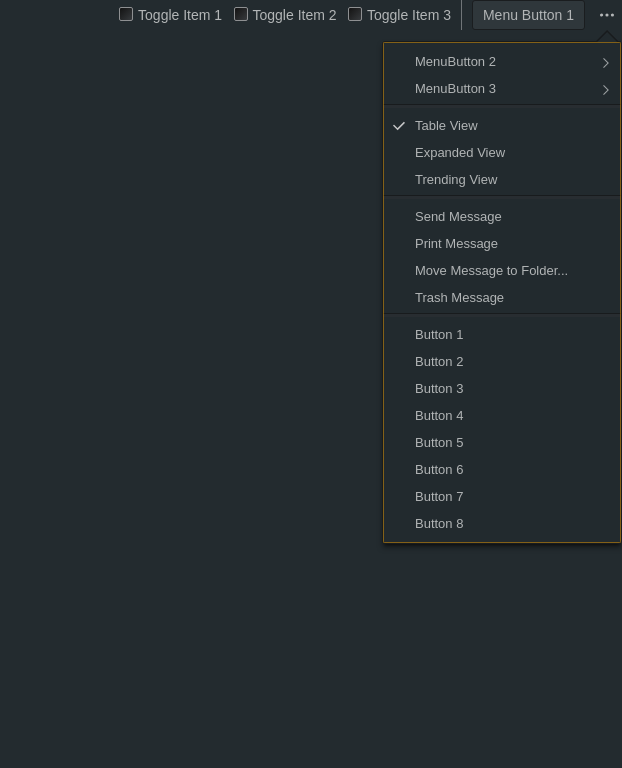 Toggle Item 1 Toggle Item 2 Toggle Item 3 Menu Button 1 ...
MenuButton 2
MenuButton 3
Table View
Expanded View
Trending View
Send Message
Print Message
Move Message to Folder...
Trash Message
Button 1
Button 2
Button 3
Button 4
Button 5
Button 6
Button 7
Button 8